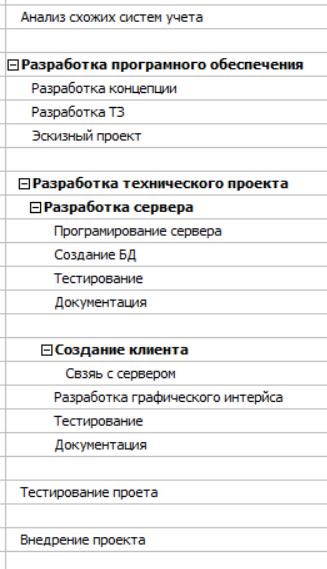 Анализ схожих систем учета
Разработка програмного обеспечения
Разработка концепции
Разработка ТЗ
Эскизный проект
Разработка технического проекта
Разработка сервера
Програмирование сервера
Создание БД
Тестирование
Документация
Создание клиента
Свзяь с сервером
Разработка графического интерйса
Тестирование
Документация
Тестирование проета
Внедрение проекта